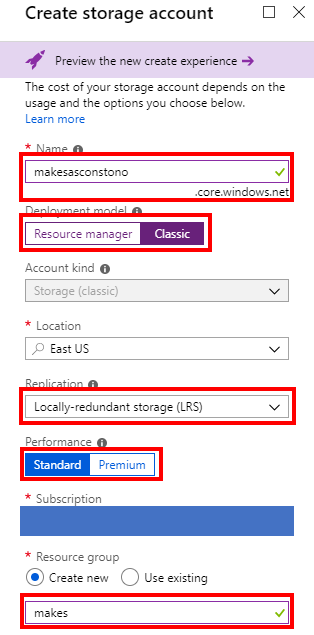 Create storage account
Preview the new create experience →
The cost of your storage account depends on the
usage and the options you choose below.
Learn more
* Name
makesasconstono
.core.windows.net
Deployment model
Resource manager Classic
Account kind
Storage (classic)
* Location
East US
Replication
Locally-redundant storage (LRS)
Performance
Standard Premium
* Subscription
* Resource group
Create new Use existing
makes